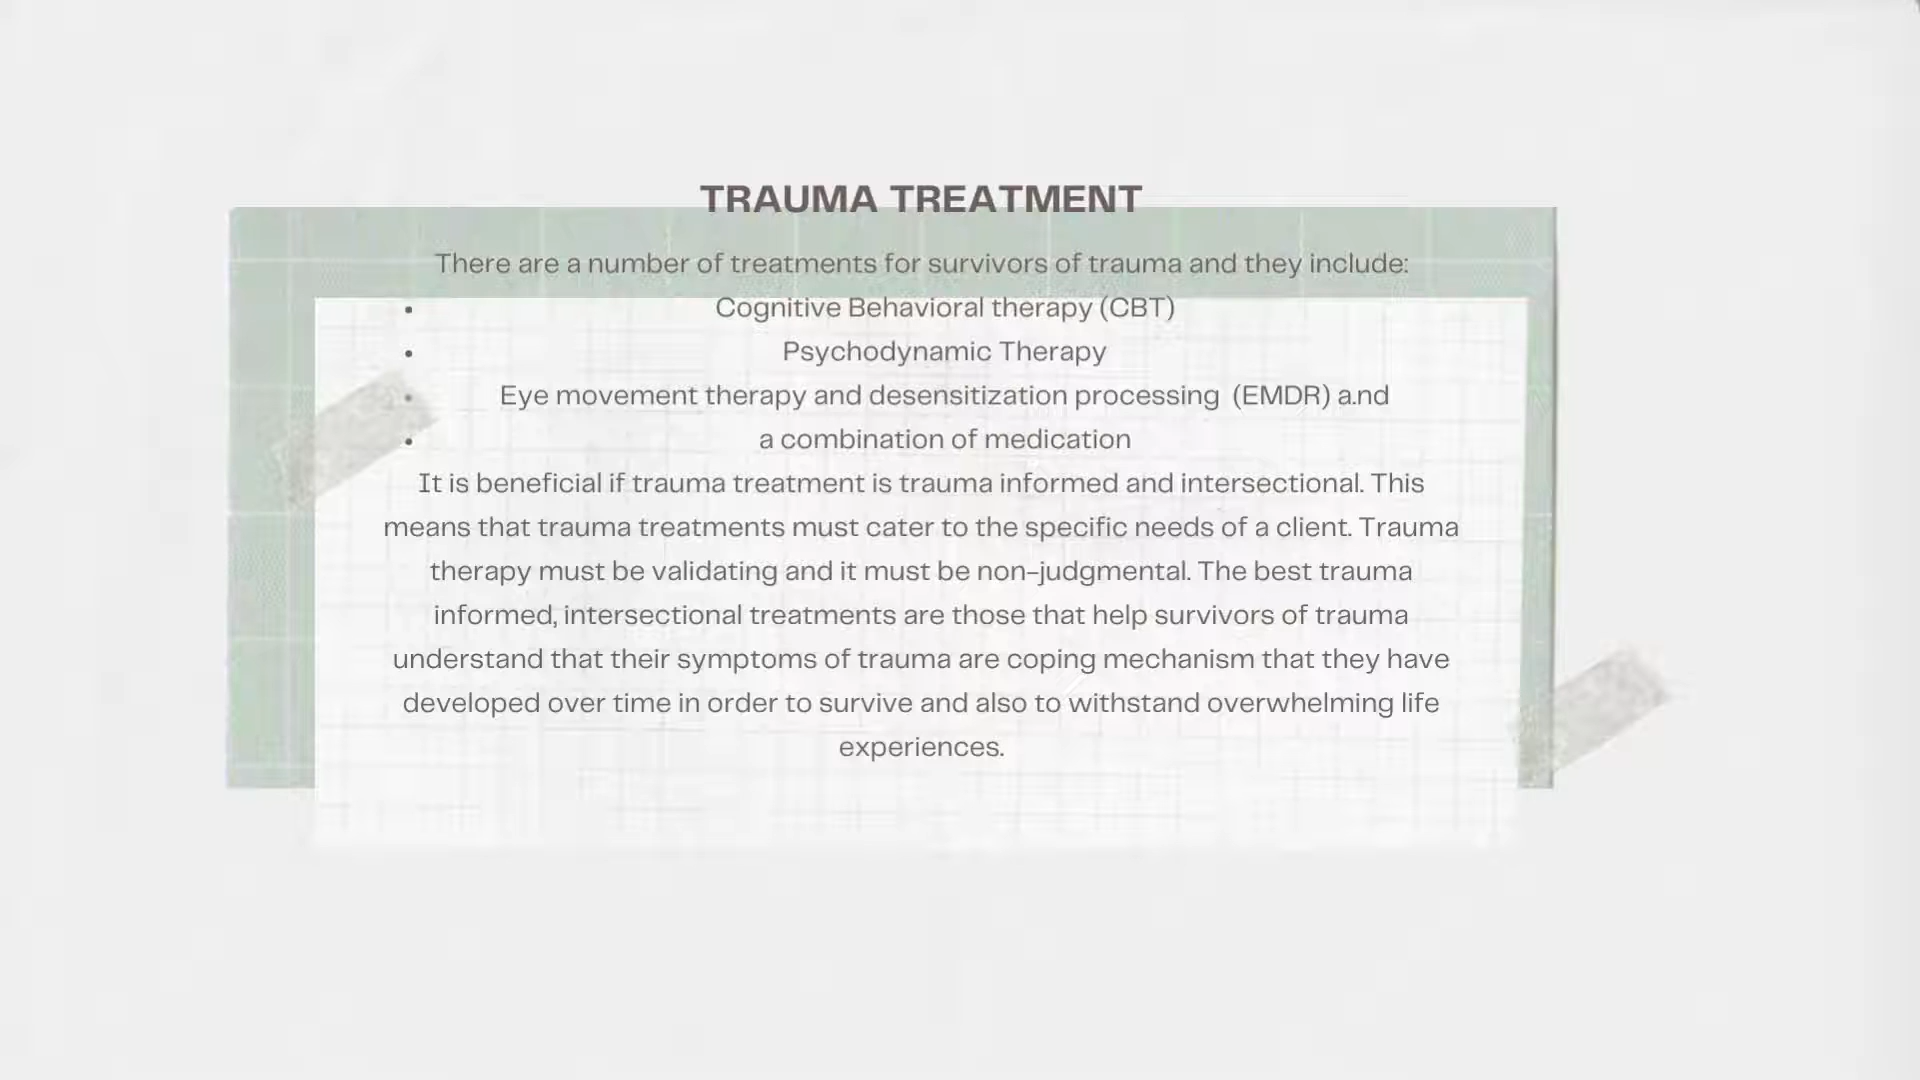 TRAUMA TREATMENT
There are a number of treatments for survivors of trauma and they include:
• Cognitive Behavioral therapy (CBT)
• Psychodynamic Therapy
• Eye movement therapy and desensitization processing (EMDR) a.nd
• a combination of medication
It is beneficial if trauma treatment is trauma informed and intersectional. This
means that trauma treatments must cater to the specific needs of a client. Trauma
therapy must be validating and it must be non-judgmental. The best trauma
informed, intersectional treatments are those that help survivors of trauma
understand that their symptoms of trauma are coping mechanism that they have
developed over time in order to survive and also to withstand overwhelming life
experiences.